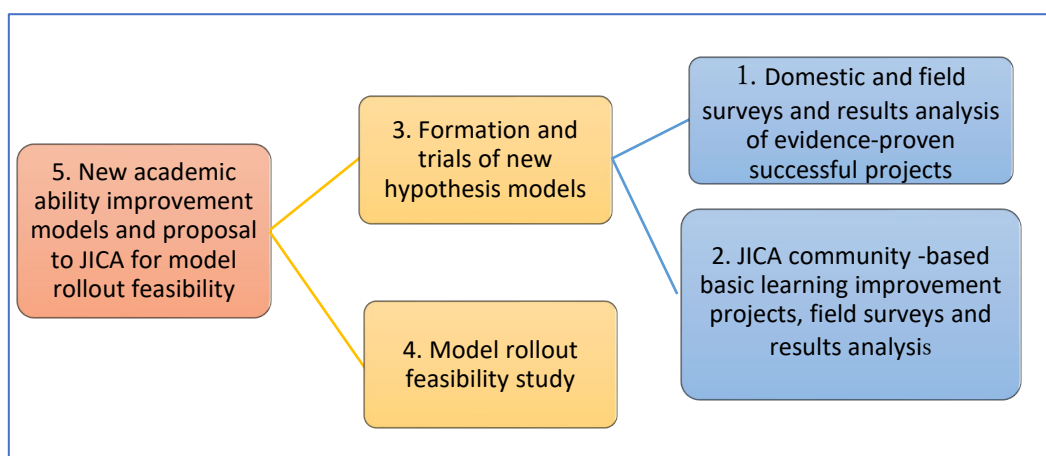 5. New academic
ability improvement
models and proposal
to JICA for model
rollout feasibility
3. Formation and
trials of new
hypothesis models
4. Model rollout
feasibility study
1. Domestic and field
surveys and results analysis
of evidence-proven
successful projects
2. JICA community -based
basic learning improvement
projects, field surveys and
results analysis